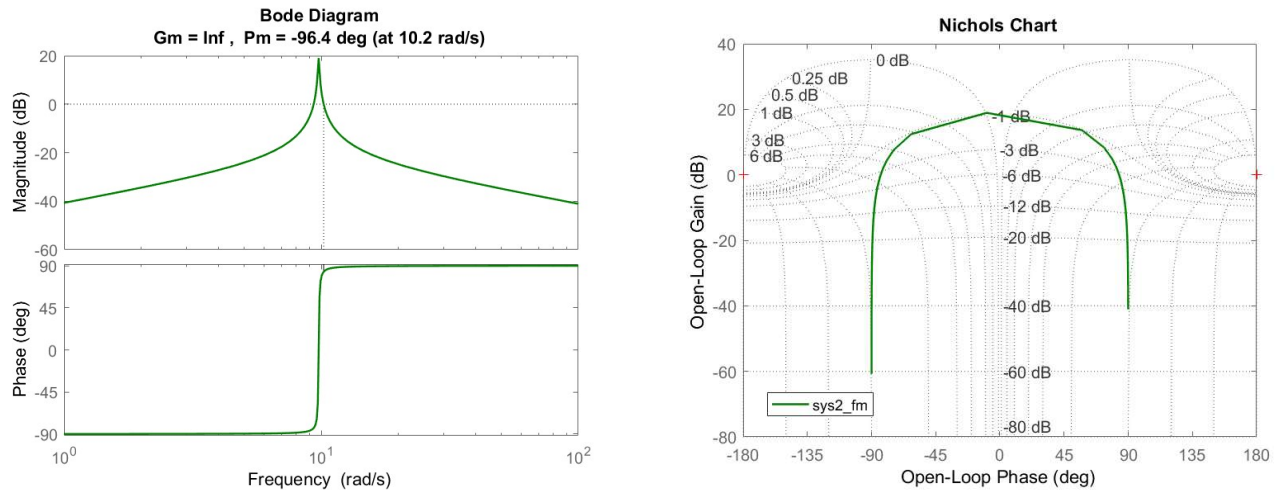 Bode Diagram
Gm = Inf , Pm = -96.4 deg (at 10.2 rad/s)
Magnitude (dB)
20
0
-20
-40
-60
Phase (deg)
90
45
0
-45
-90
10^0
10^1
10^2
Frequency (rad/s)
Nichols Chart
Open-Loop Gain (dB)
40
20
0
-20
-40
-60
-80
0 dB
0.25 dB
0.5 dB
1 dB
3 dB
6 dB
-1 dB
-3 dB
-6 dB
-12 dB
-20 dB
-40 dB
-60 dB
-80 dB
sys2_fm
-180
-135
-90
-45
0
45
90
135
180
Open-Loop Phase (deg)